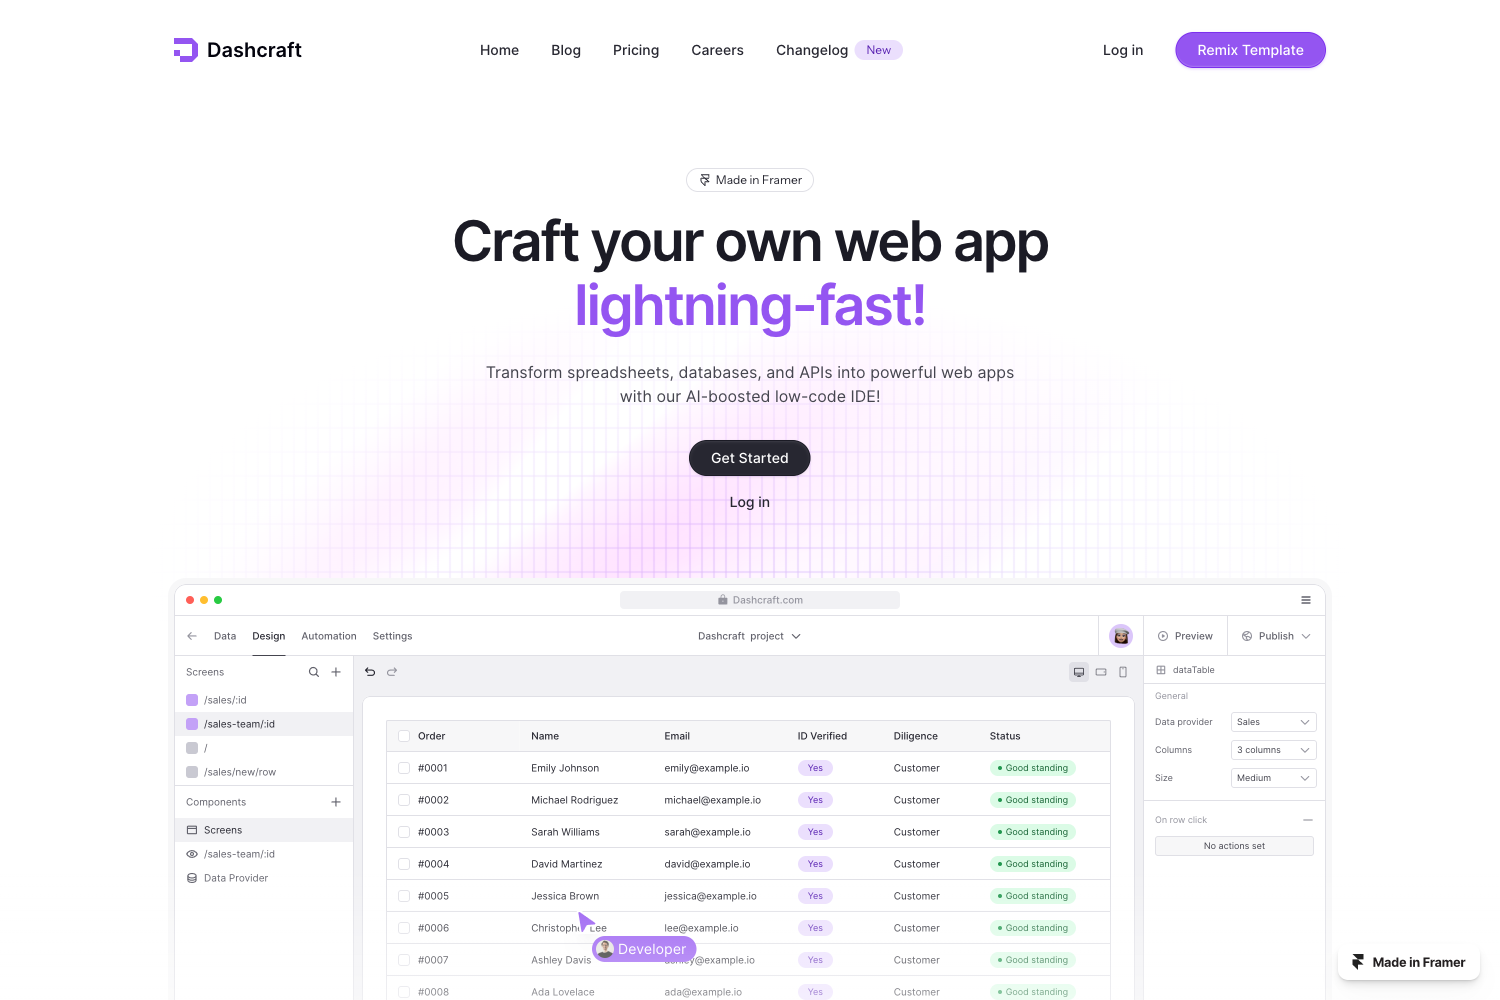 Dashcraft
Home Blog Pricing Careers Changelog New
Log in Remix Template
Made in Framer
Craft your own web app
lightning-fast!
Transform spreadsheets, databases, and APIs into powerful web apps
with our AI-boosted low-code IDE!
Get Started
Log in
Dashcraft.com
Data Design Automation Settings
Dashcraft project
Preview Publish
Screens
/sales/:id
/sales-team/:id
/
/sales/new/row
Components
Screens
/sales-team/:id
Data Provider
Order Name Email ID Verified Diligence Status
#0001 Emily Johnson emily@example.io Yes Customer Good standing
#0002 Michael Rodriguez michael@example.io Yes Customer Good standing
#0003 Sarah Williams sarah@example.io Yes Customer Good standing
#0004 David Martinez david@example.io Yes Customer Good standing
#0005 Jessica Brown jessica@example.io Yes Customer Good standing
#0006 Lee lee@example.io Yes Customer Good standing
#0007 Ashley Davis Yes Customer Good standing
#0008 Ada Lovelace ada@example.io Yes Customer Good standing
Developer
dataTable
General
Data provider Sales
Columns 3 columns
Size Medium
On row click
No actions set
Made in Framer